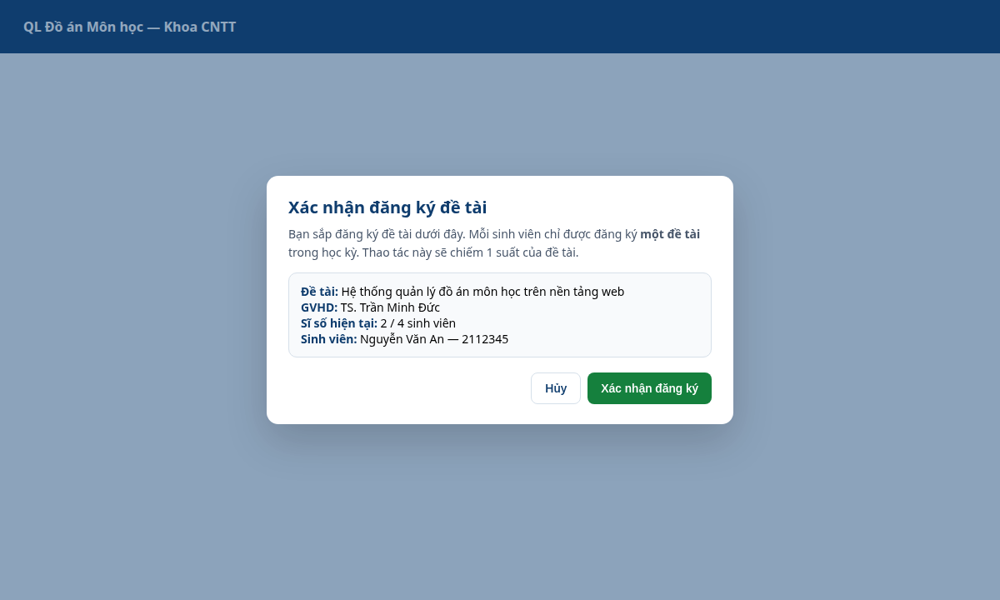 QL Đồ án Môn học — Khoa CNTT
Xác nhận đăng ký đề tài
Bạn sắp đăng ký đề tài dưới đây. Mỗi sinh viên chỉ được đăng ký một đề tài
trong học kỳ. Thao tác này sẽ chiếm 1 suất của đề tài.
Đề tài: Hệ thống quản lý đồ án môn học trên nền tảng web
GVHD: TS. Trần Minh Đức
Sĩ số hiện tại: 2 / 4 sinh viên
Sinh viên: Nguyễn Văn An — 2112345
Hủy
Xác nhận đăng ký